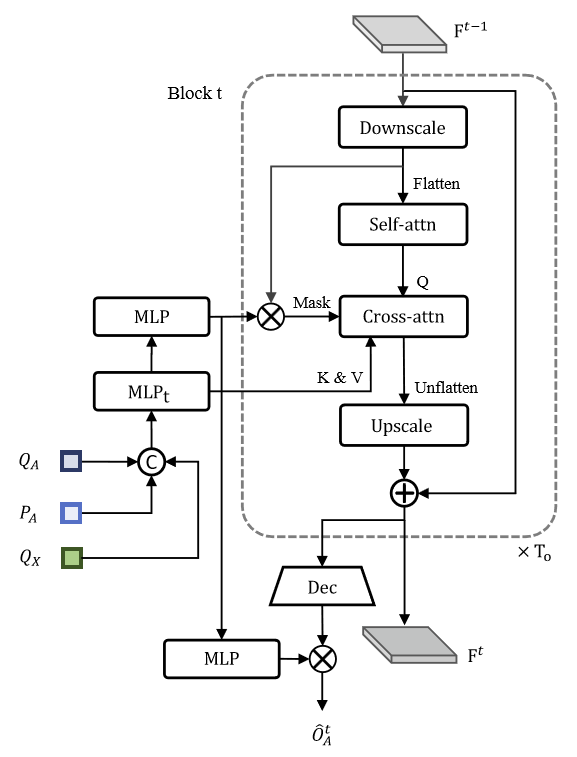 F^{t−1}
Block t
Downscale
Flatten
Self-attn
Q
MLP
Mask
Cross-attn
K & V
MLP_t
Unflatten
Upscale
Q_A
C
P_A
Q_X
× T_o
Dec
F^t
MLP
Ô_A^t